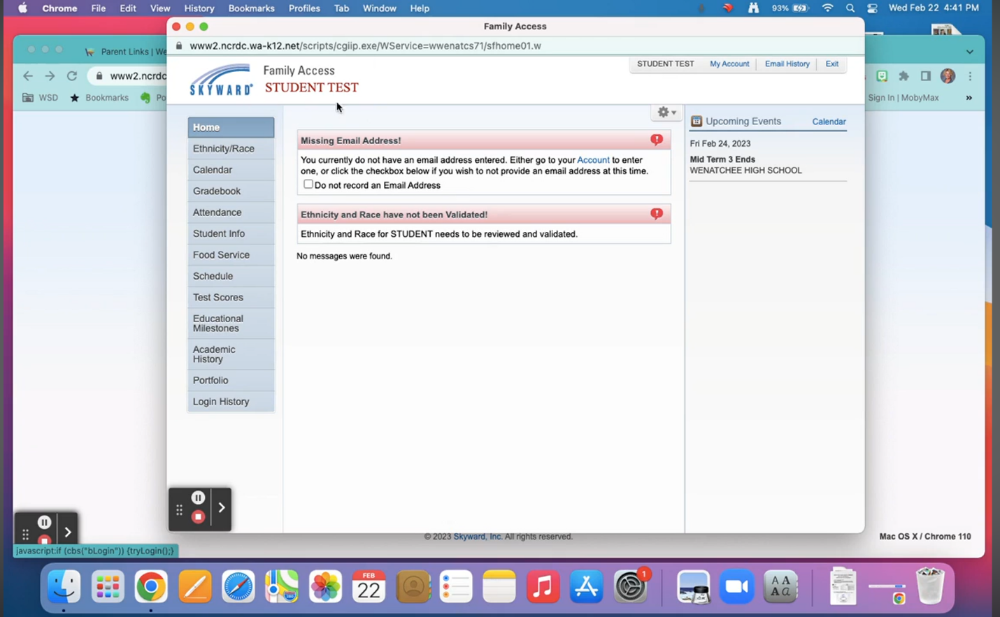 Chrome File Edit View History Bookmarks Profiles Tab Window Help 93% Wed Feb 22 4:41 PM
Family Access
Parent Links | We
www2.ncrdc.wa-k12.net/scripts/cgiip.exe/WService=wwenatcs71/sfhome01.w
www2.ncrdc
WSD Bookmarks Po
Sign In | MobyMax »
SKYWARD
Family Access
STUDENT TEST
STUDENT TEST My Account Email History Exit
Home
Ethnicity/Race
Calendar
Gradebook
Attendance
Student Info
Food Service
Schedule
Test Scores
Educational
Milestones
Academic
History
Portfolio
Login History
Missing Email Address!
You currently do not have an email address entered. Either go to your Account to enter
one, or click the checkbox below if you wish to not provide an email address at this time.
Do not record an Email Address
Ethnicity and Race have not been Validated!
Ethnicity and Race for STUDENT needs to be reviewed and validated.
No messages were found.
Upcoming Events Calendar
Fri Feb 24, 2023
Mid Term 3 Ends
WENATCHEE HIGH SCHOOL
© 2023 Skyward, Inc. All rights reserved.
Mac OS X / Chrome 110
javascript:if (cbs("bLogin")) {tryLogin();}
FEB
22
1
A A
A a